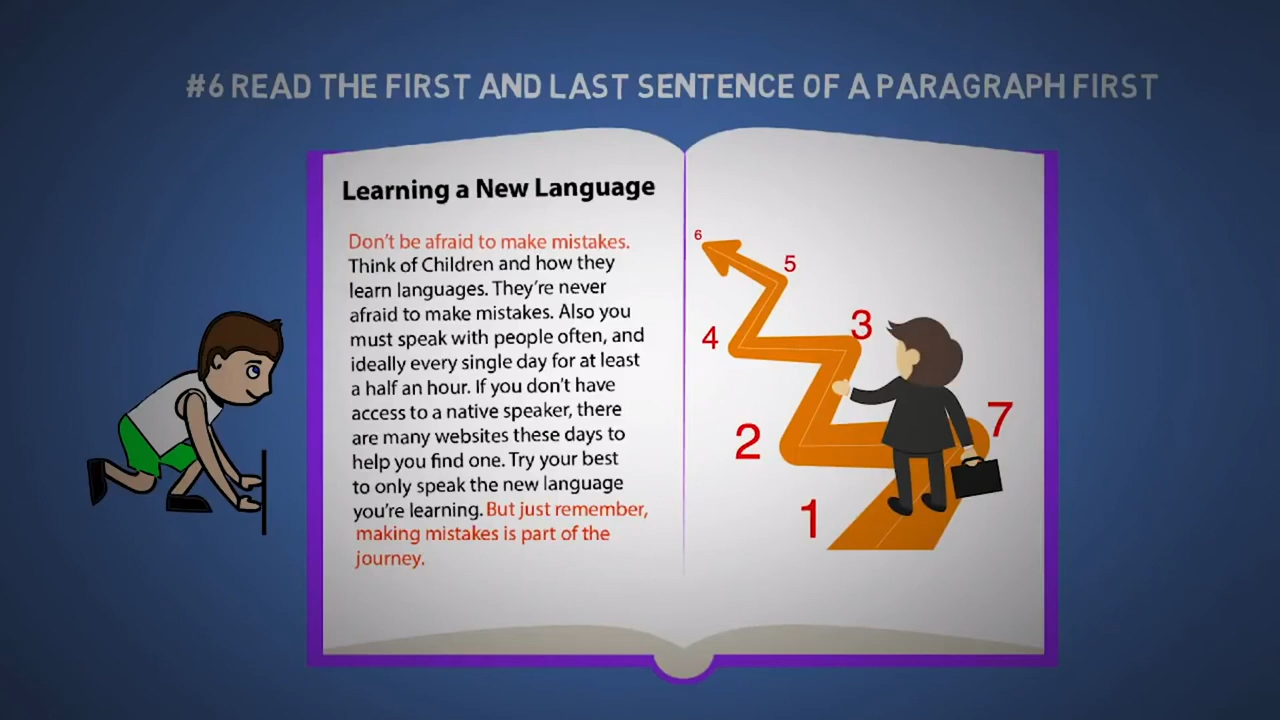 #6 READ THE FIRST AND LAST SENTENCE OF A PARAGRAPH FIRST
Learning a New Language
Don't be afraid to make mistakes.
Think of Children and how they
learn languages. They're never
afraid to make mistakes. Also you
must speak with people often, and
ideally every single day for at least
a half an hour. If you don't have
access to a native speaker, there
are many websites these days to
help you find one. Try your best
to only speak the new language
you're learning. But just remember,
making mistakes is part of the
journey.
6
5
3
4
7
2
1